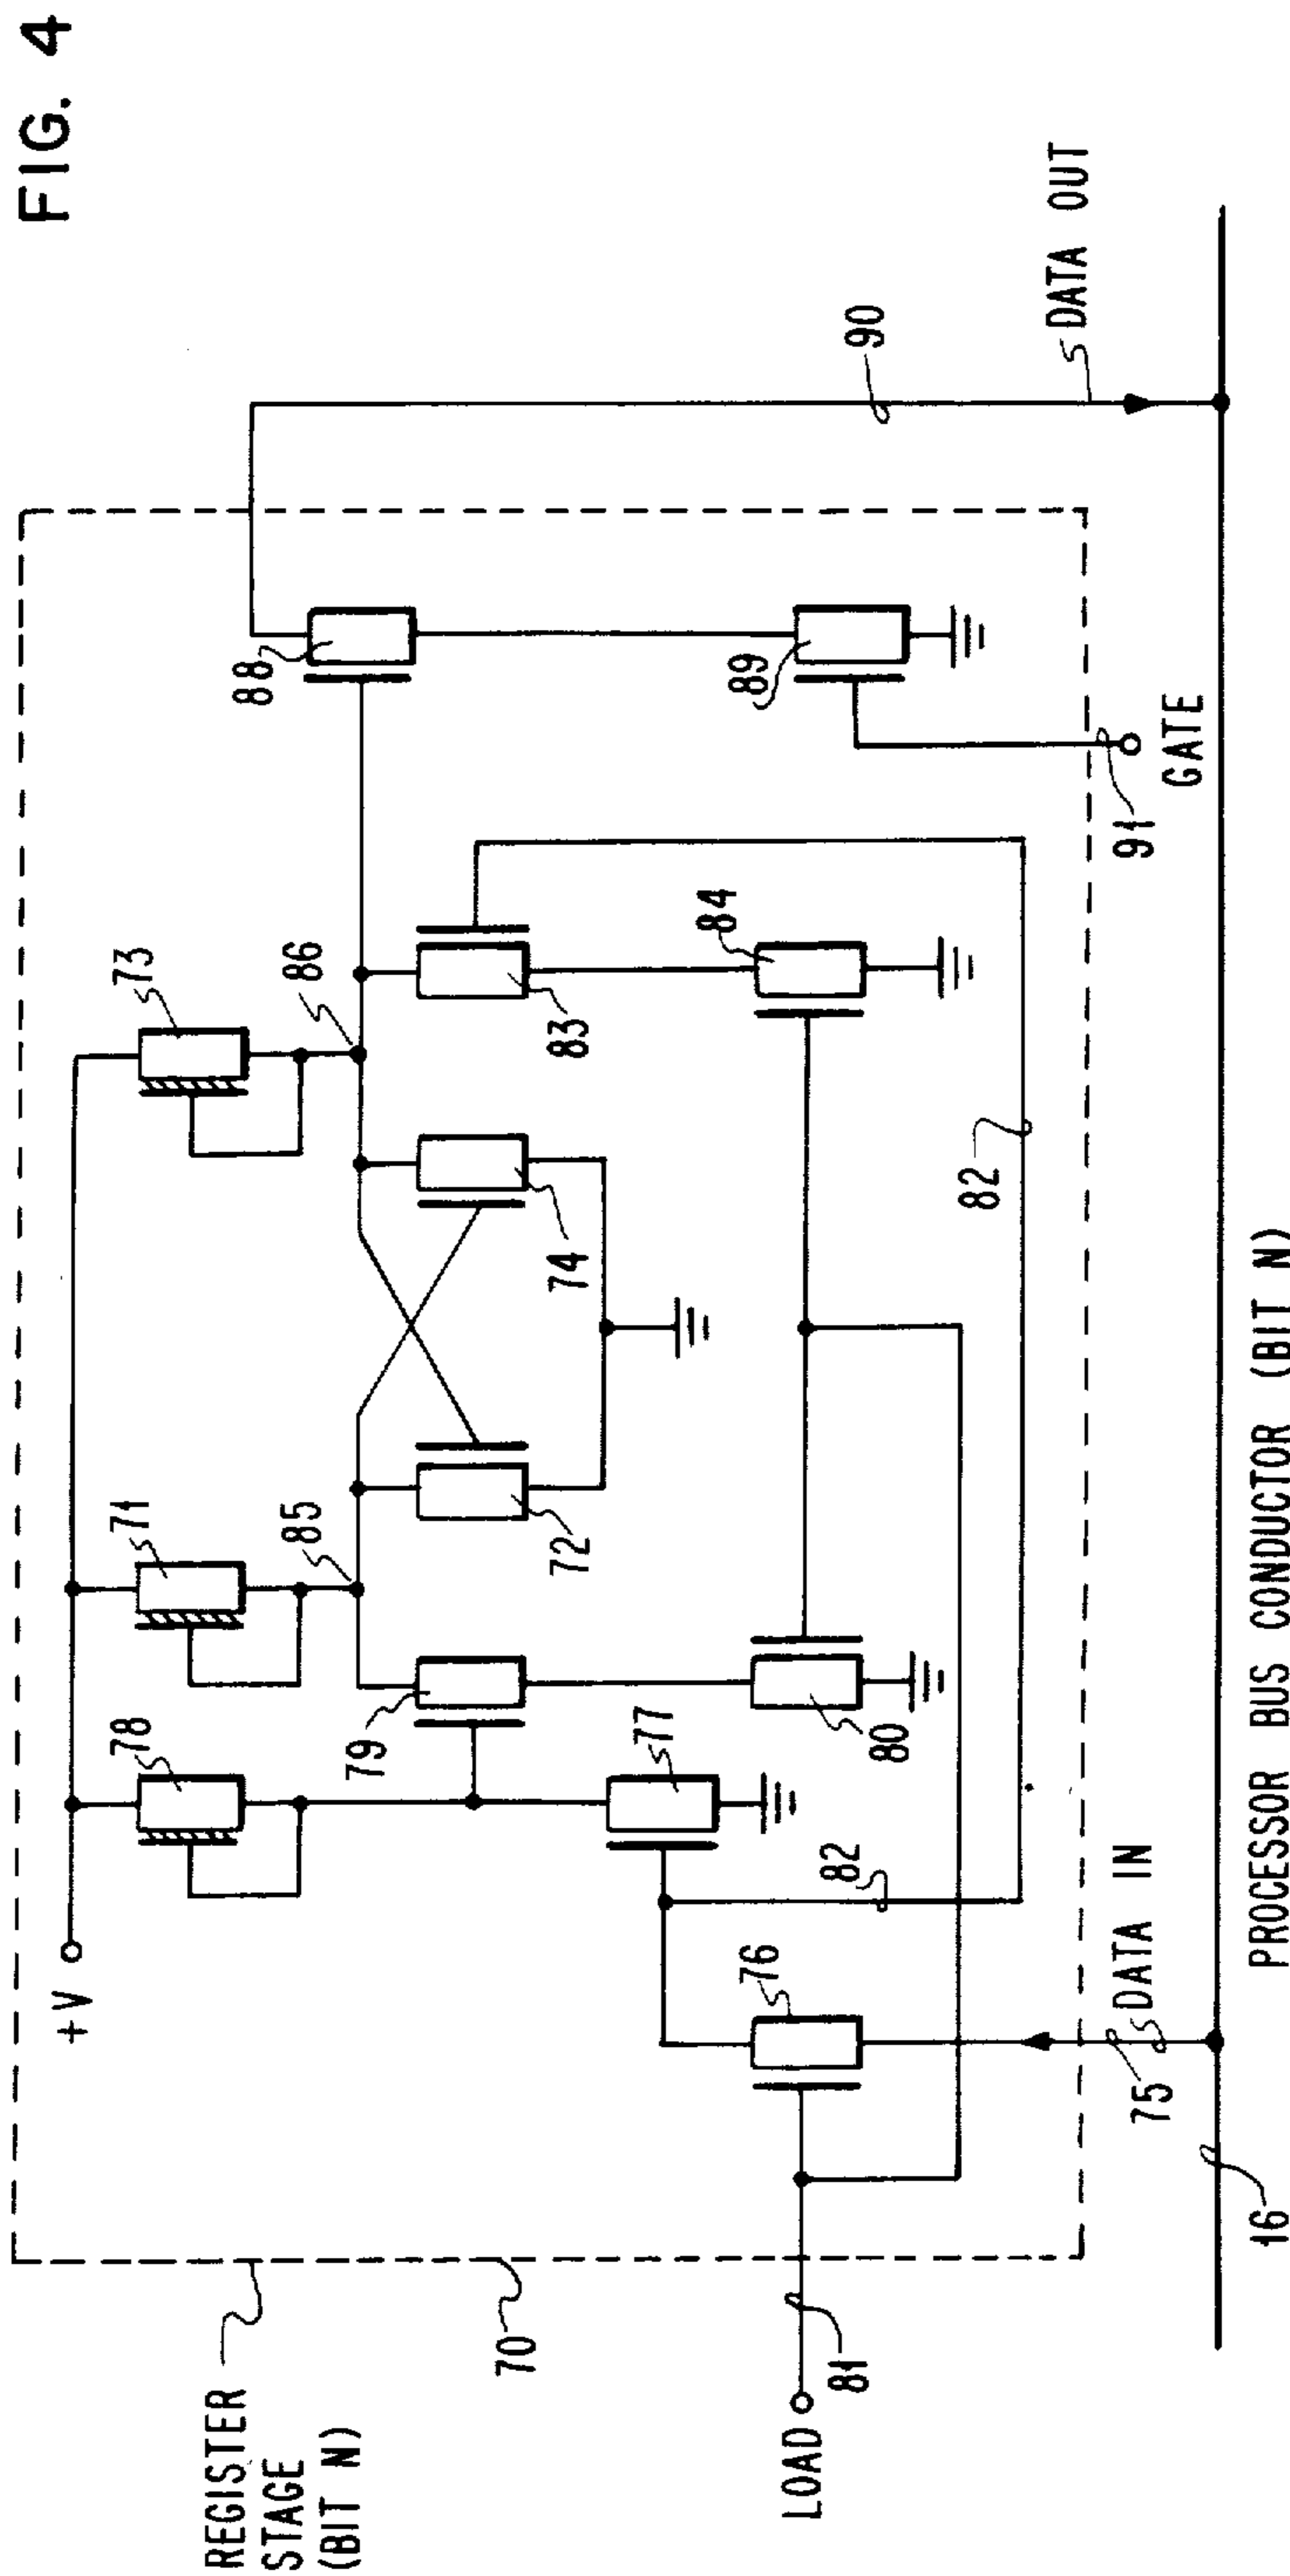 FIG. 4
REGISTER
STAGE
(BIT N)
70
+V
78
71
73
85
86
79
72
74
83
88
90
77
80
84
89
76
82
82
LOAD
81
75
DATA IN
91
GATE
DATA OUT
16
PROCESSOR BUS CONDUCTOR (BIT N)